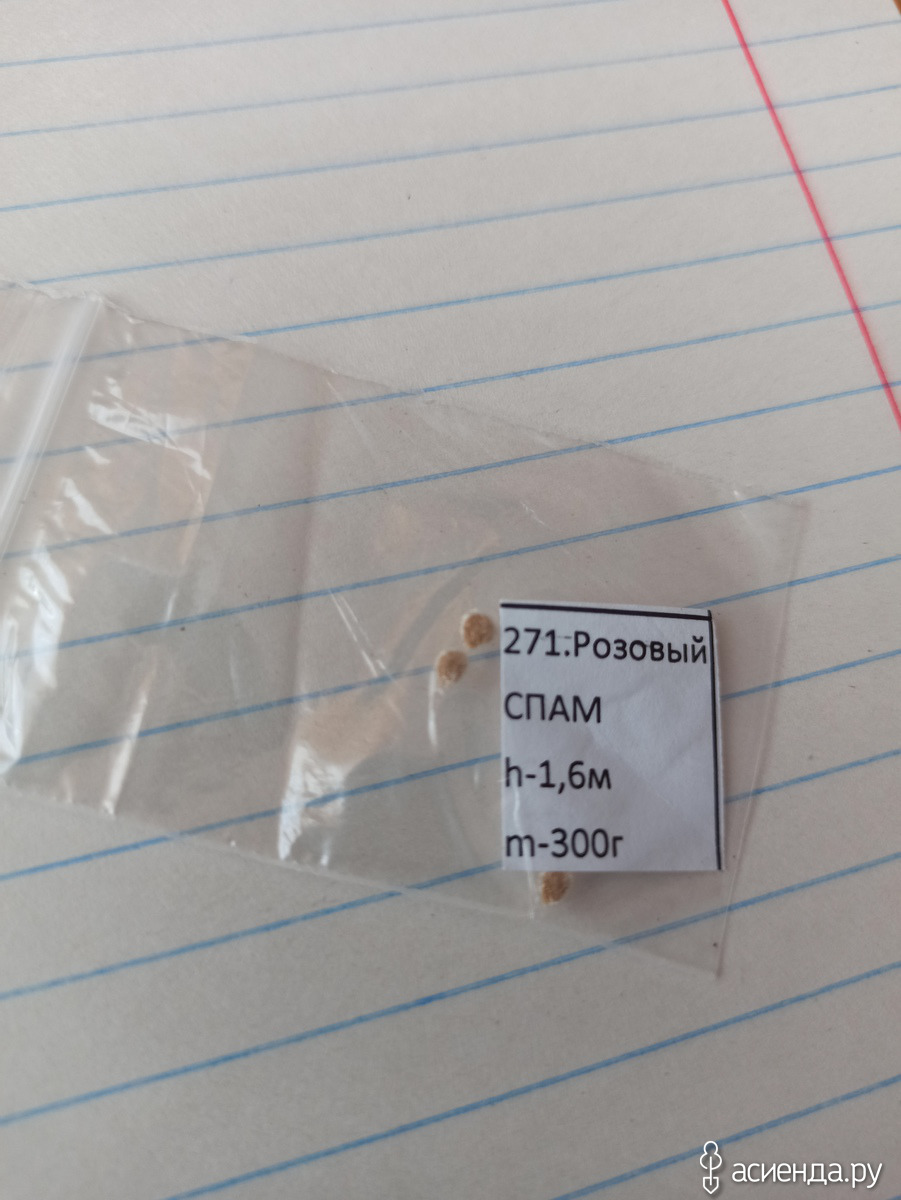 271.Розовый
СПАМ
h-1,6м
m-300г
асиенда.ру